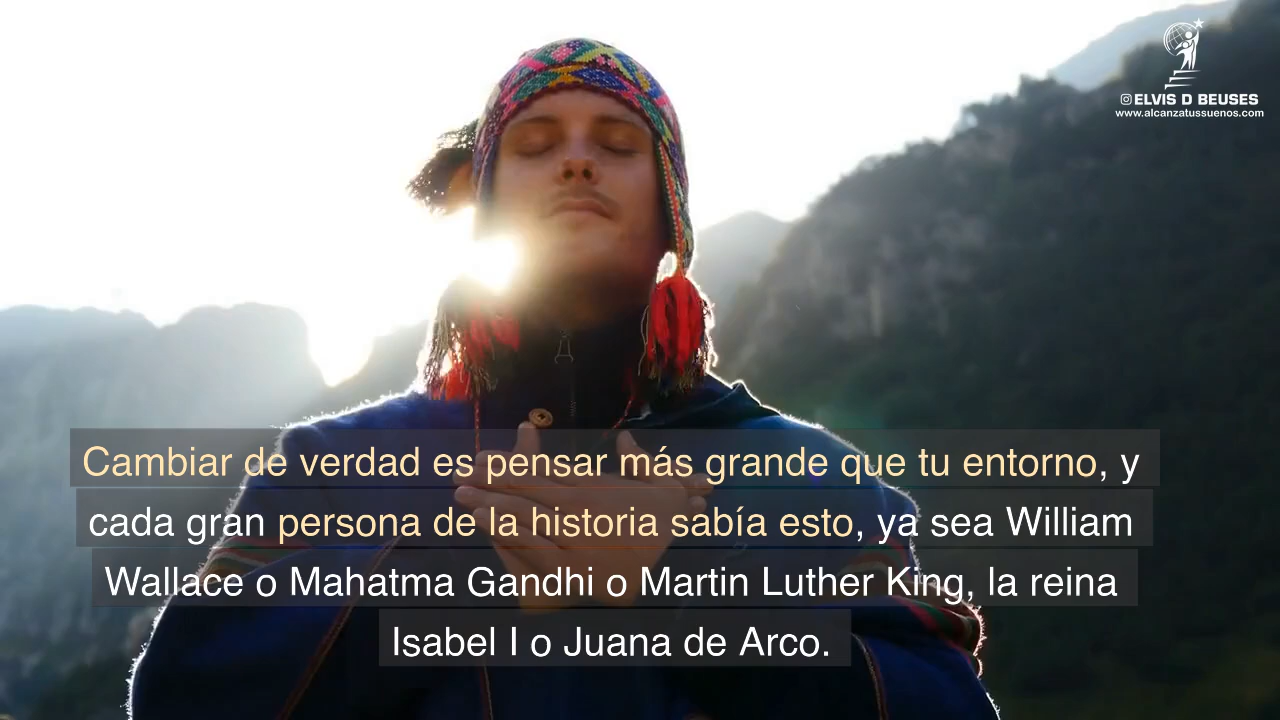 ELVIS D BEUSES
www.alcanzatussuenos.com
Cambiar de verdad es pensar más grande que tu entorno, y
cada gran persona de la historia sabía esto, ya sea William
Wallace o Mahatma Gandhi o Martin Luther King, la reina
Isabel I o Juana de Arco.